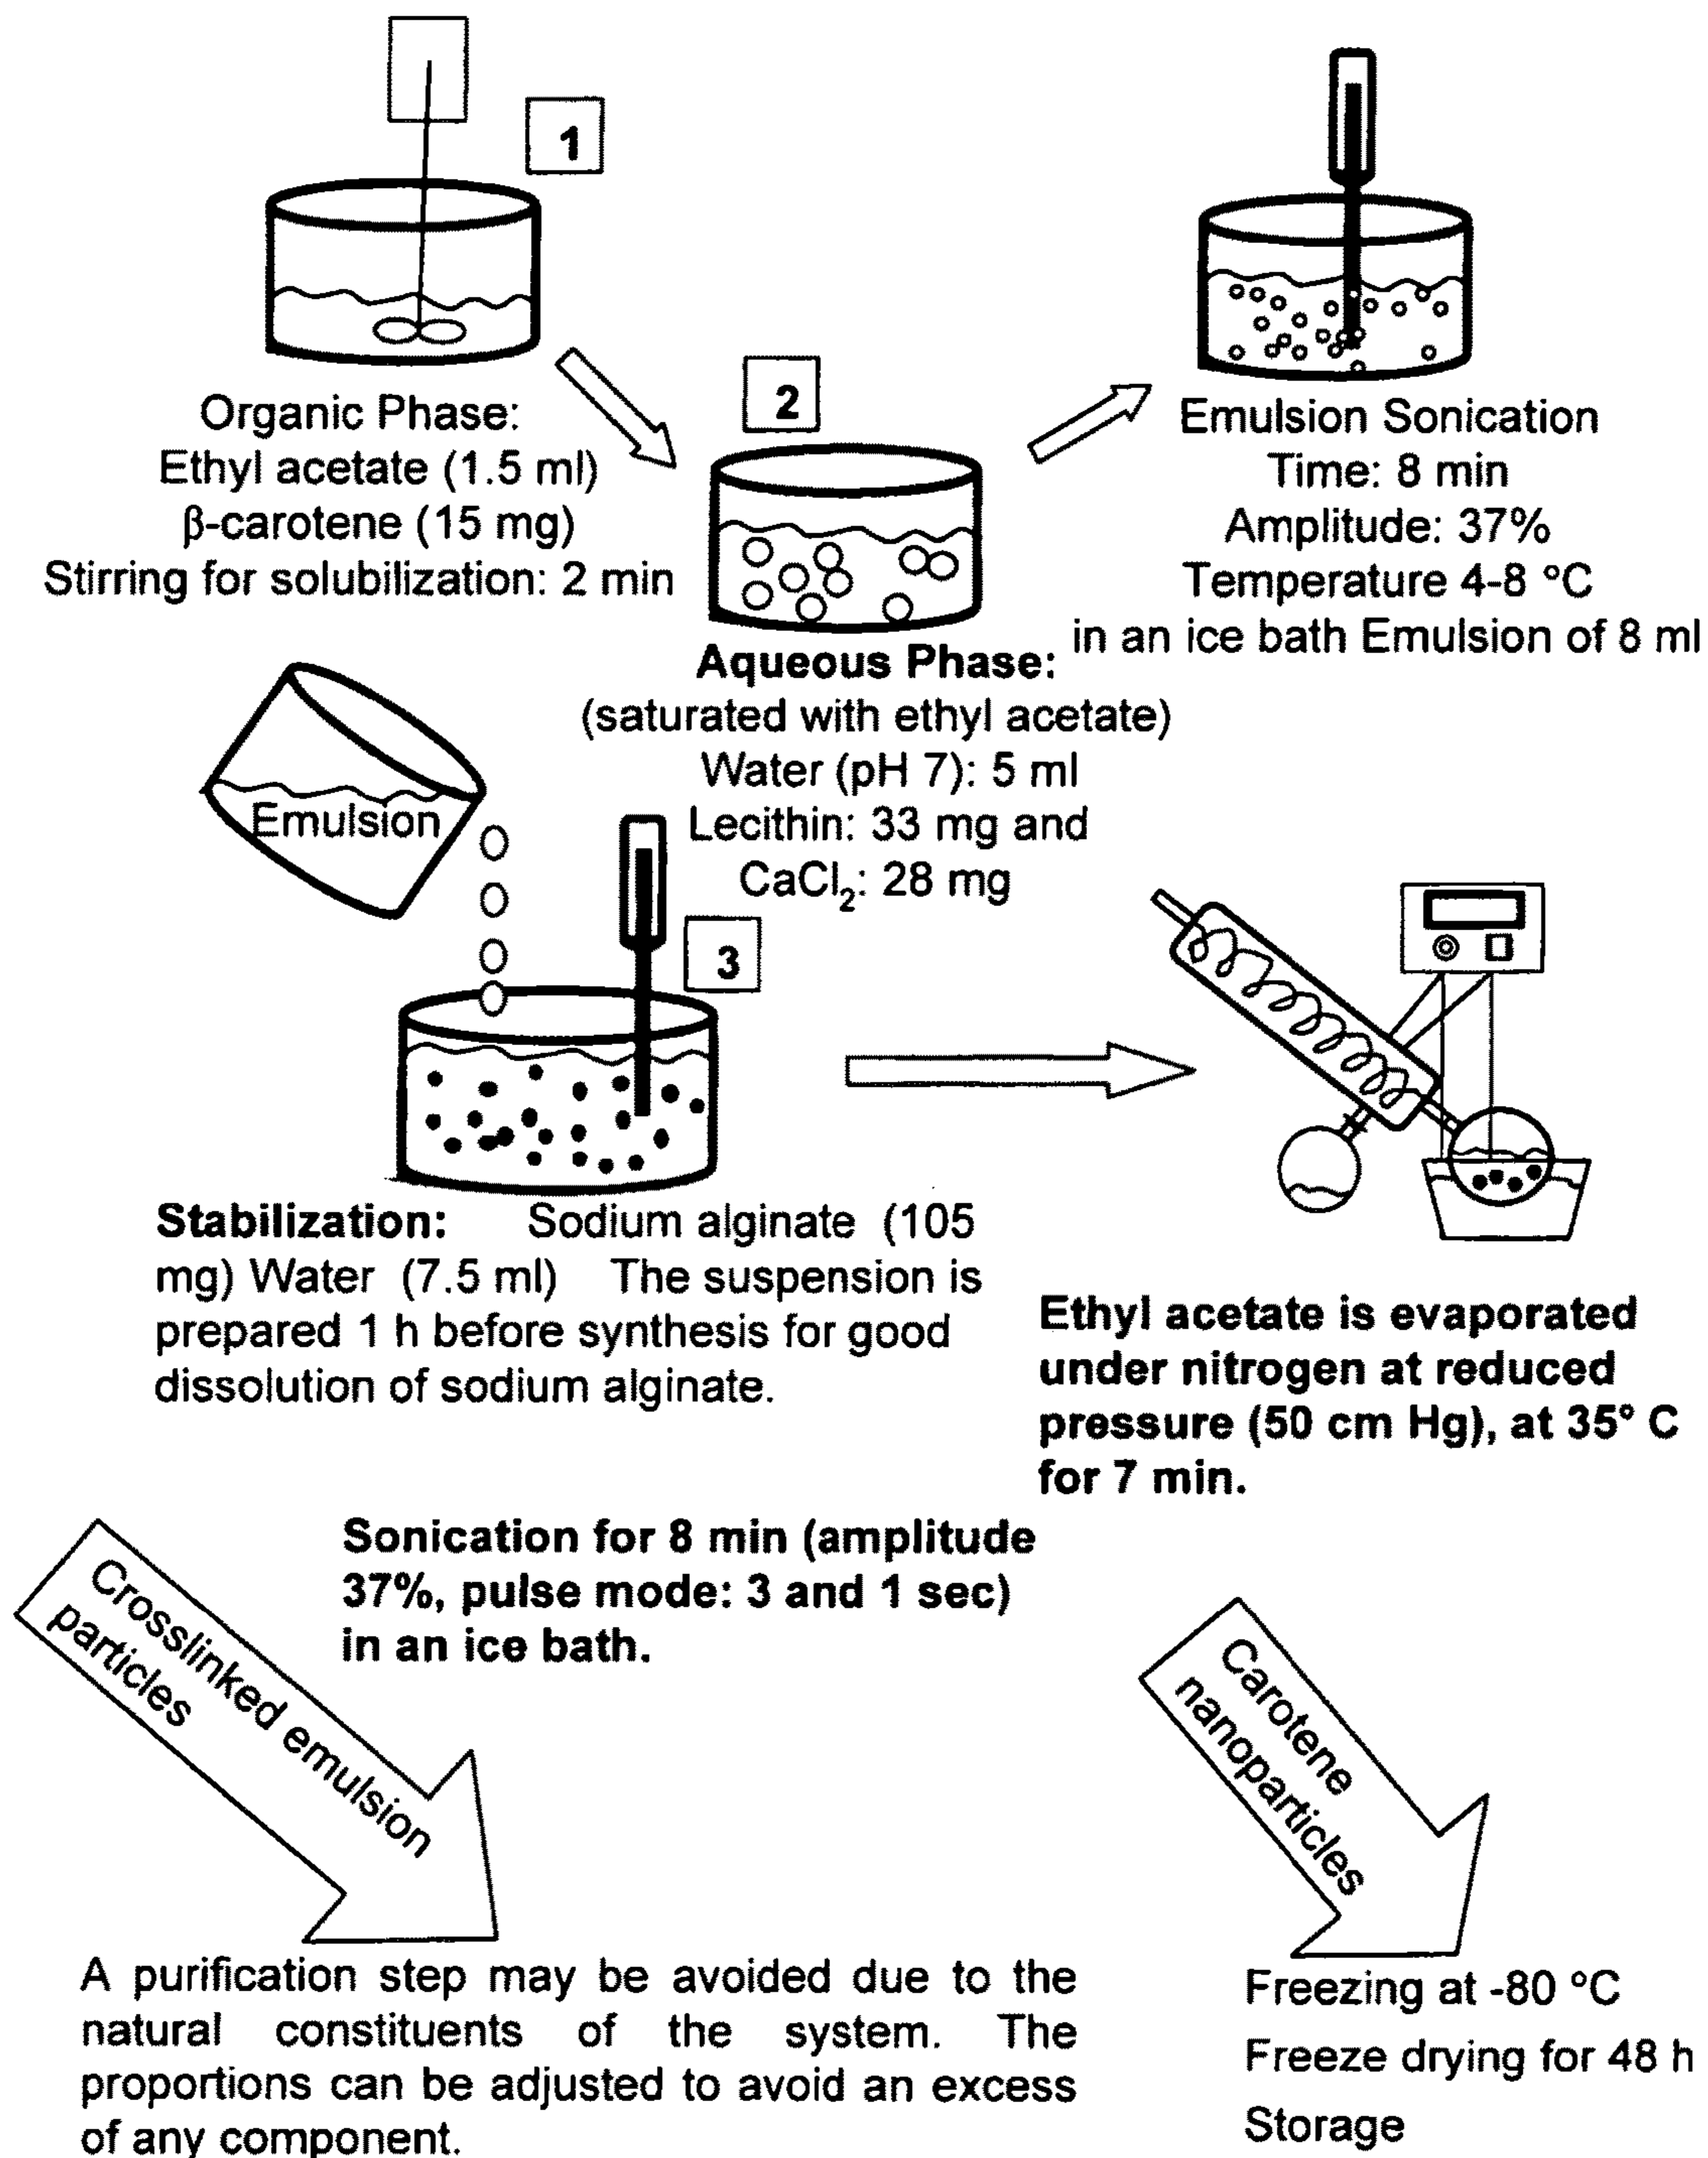 1
Organic Phase:
Ethyl acetate (1.5 ml)
β-carotene (15 mg)
Stirring for solubilization: 2 min
2
Aqueous Phase:
(saturated with ethyl acetate)
Water (pH 7): 5 ml
Lecithin: 33 mg and
CaCl₂: 28 mg
Emulsion Sonication
Time: 8 min
Amplitude: 37%
Temperature 4-8 °C
in an ice bath Emulsion of 8 ml
Emulsion
3
Stabilization: Sodium alginate (105
mg) Water (7.5 ml) The suspension is
prepared 1 h before synthesis for good
dissolution of sodium alginate.
Ethyl acetate is evaporated
under nitrogen at reduced
pressure (50 cm Hg), at 35° C
for 7 min.
Sonication for 8 min (amplitude
37%, pulse mode: 3 and 1 sec)
in an ice bath.
Crosslinked emulsion
particles
Carotene
nanoparticles
A purification step may be avoided due to the
natural constituents of the system. The
proportions can be adjusted to avoid an excess
of any component.
Freezing at -80 °C
Freeze drying for 48 h
Storage